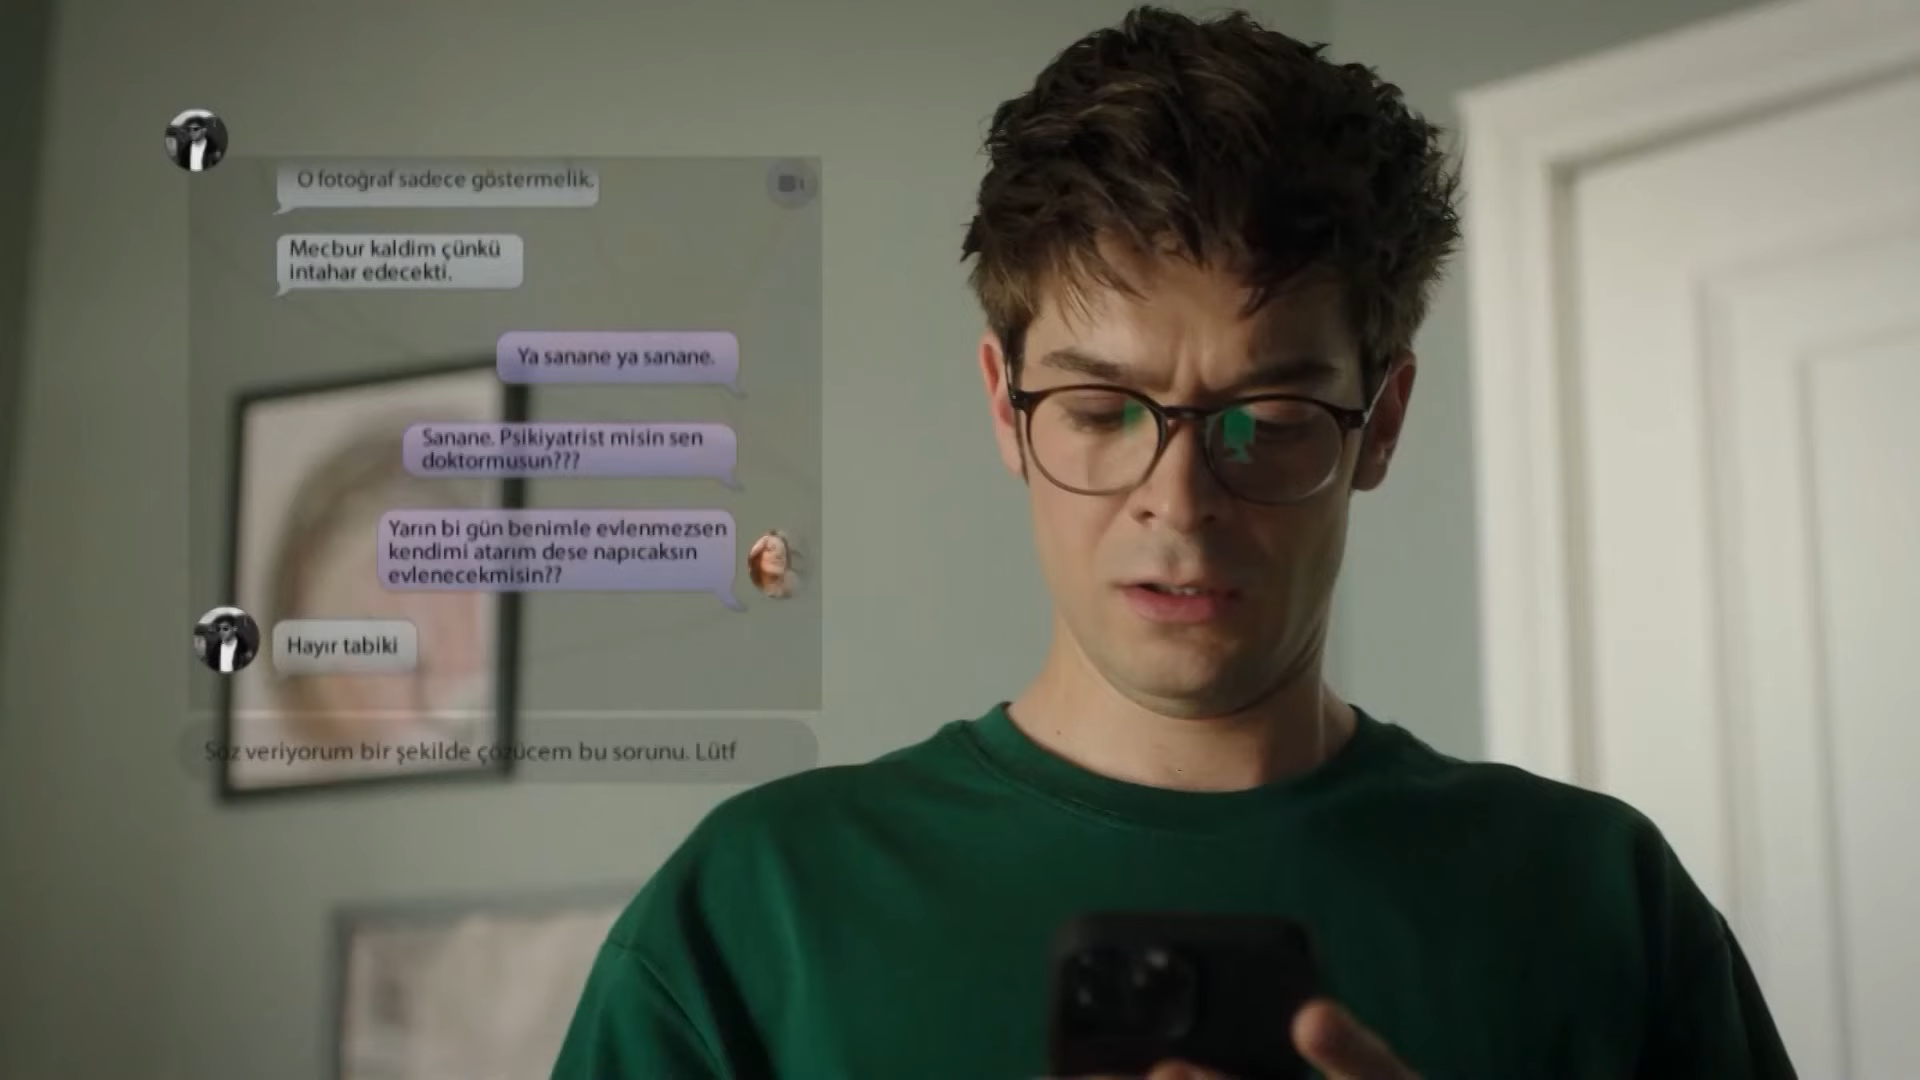 O fotoğraf sadece göstermelik.
Mecbur kaldim çünkü
intahar edecekti.
Ya sanane ya sanane.
Sanane. Psikiyatrist misin sen
doktormusun???
Yarın bi gün benimle evlenmezsen
kendimi atarım dese napıcaksın
evlenecekmisin??
Hayır tabiki
Söz veriyorum bir şekilde çözücem bu sorunu. Lütf